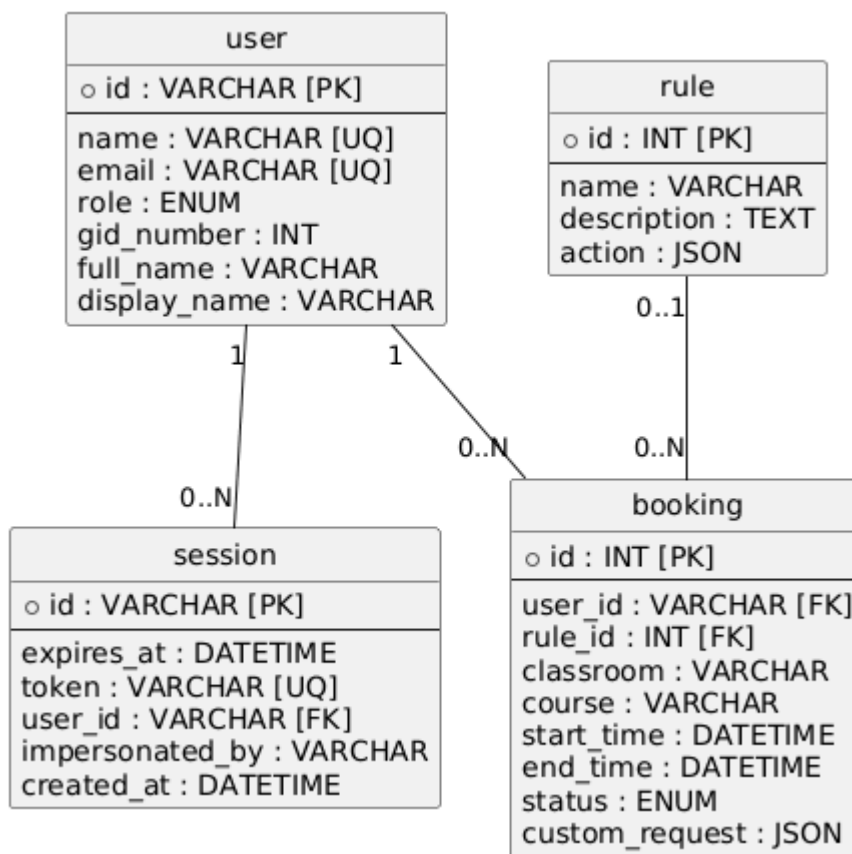 user
id : VARCHAR [PK]
name : VARCHAR [UQ]
email : VARCHAR [UQ]
role : ENUM
gid_number : INT
full_name : VARCHAR
display_name : VARCHAR
rule
id : INT [PK]
name : VARCHAR
description : TEXT
action : JSON
1
0..N
1
0..N
0..1
0..N
session
id : VARCHAR [PK]
expires_at : DATETIME
token : VARCHAR [UQ]
user_id : VARCHAR [FK]
impersonated_by : VARCHAR
created_at : DATETIME
booking
id : INT [PK]
user_id : VARCHAR [FK]
rule_id : INT [FK]
classroom : VARCHAR
course : VARCHAR
start_time : DATETIME
end_time : DATETIME
status : ENUM
custom_request : JSON